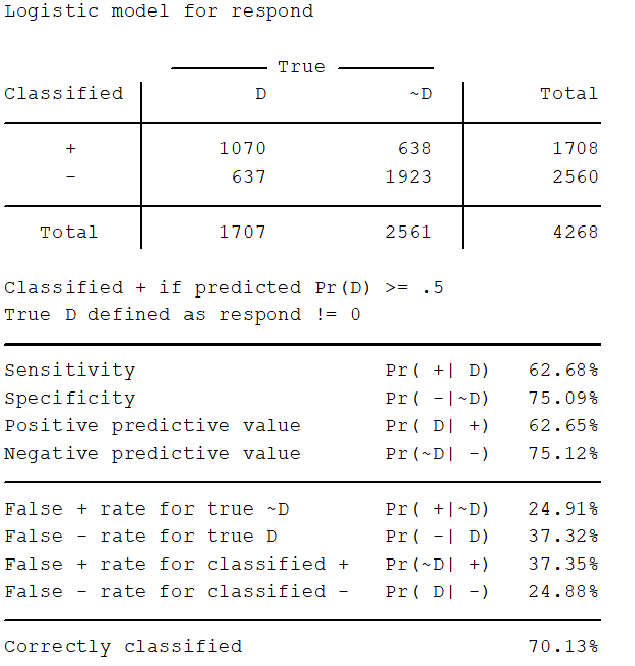 Logistic model for respond
True
Classified D ~D Total
+ 1070 638 1708
- 637 1923 2560
Total 1707 2561 4268
Classified + if predicted Pr(D) >= .5
True D defined as respond != 0
Sensitivity Pr( +| D) 62.68%
Specificity Pr( -|~D) 75.09%
Positive predictive value Pr( D| +) 62.65%
Negative predictive value Pr(~D| -) 75.12%
False + rate for true ~D Pr( +|~D) 24.91%
False - rate for true D Pr( -| D) 37.32%
False + rate for classified + Pr(~D| +) 37.35%
False - rate for classified - Pr( D| -) 24.88%
Correctly classified 70.13%